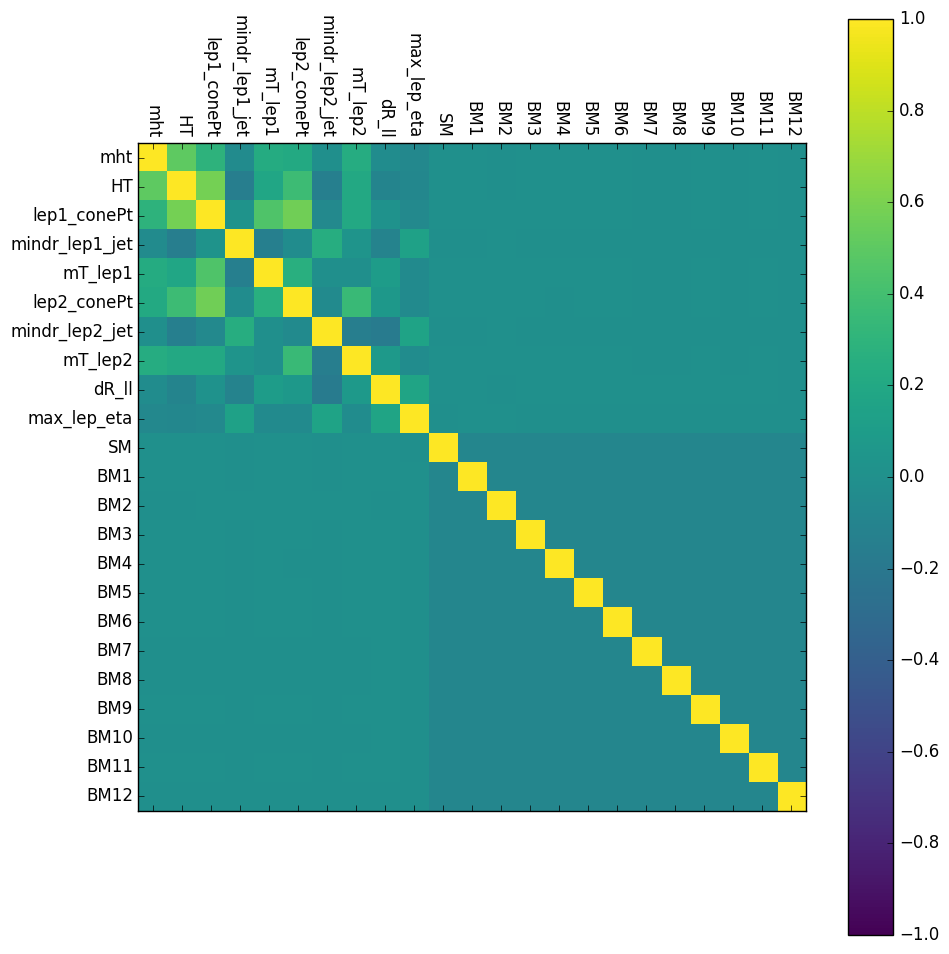 mht
HT
lep1_conePt
mindr_lep1_jet
mT_lep1
lep2_conePt
mindr_lep2_jet
mT_lep2
dR_ll
max_lep_eta
SM
BM1
BM2
BM3
BM4
BM5
BM6
BM7
BM8
BM9
BM10
BM11
BM12
mht
HT
lep1_conePt
mindr_lep1_jet
mT_lep1
lep2_conePt
mindr_lep2_jet
mT_lep2
dR_ll
max_lep_eta
SM
BM1
BM2
BM3
BM4
BM5
BM6
BM7
BM8
BM9
BM10
BM11
BM12
1.0
0.8
0.6
0.4
0.2
0.0
−0.2
−0.4
−0.6
−0.8
−1.0